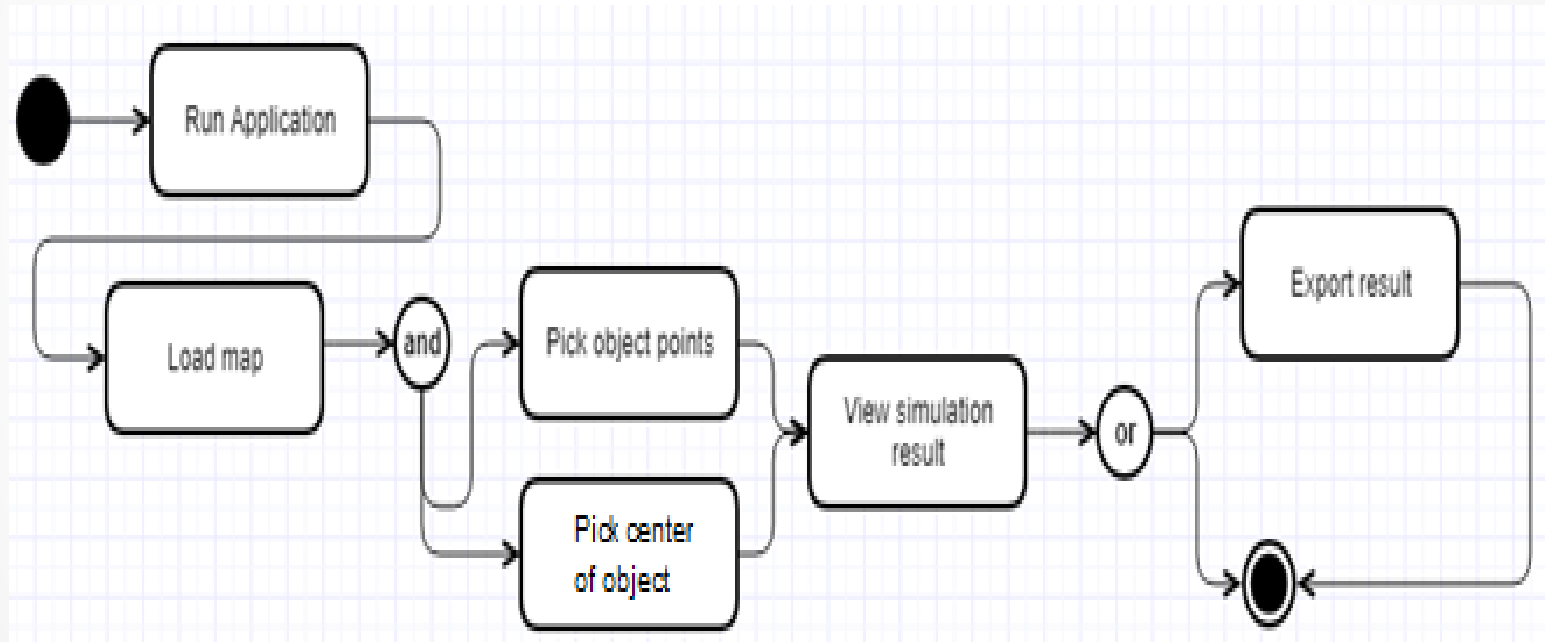 Run Application
Load map
and
Pick object points
Pick center
of object
View simulation
result
or
Export result